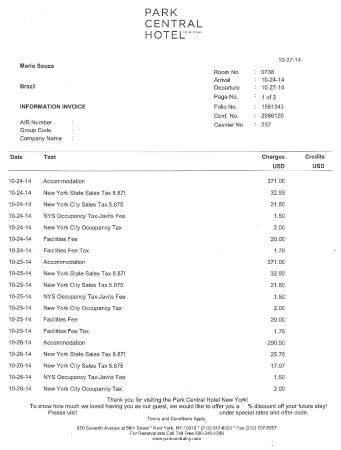 PARK
CENTRAL
HOTEL NEW YORK
10-27-14
Mario Souza
Room No. : 0738
Arrival : 10-24-14
Brazil
Departure : 10-27-14
Page No. : 1 of 2
INFORMATION INVOICE
Folio No. : 1561343
Conf. No. : 2986120
A/R Number :
Cashier No. : 237
Group Code :
Company Name :
Date Text Charges Credits
USD USD
10-24-14 Accommodation 371.00
10-24-14 New York State Sales Tax 8.875 32.93
10-24-14 New York City Sales Tax 5.875 21.80
10-24-14 NYS Occupancy Tax-Javits Fee 1.50
10-24-14 New York City Occupancy Tax 2.00
10-24-14 Facilities Fee 20.00
10-24-14 Facilities Fee Tax 1.78
10-25-14 Accommodation 371.00
10-25-14 New York State Sales Tax 8.875 32.93
10-25-14 New York City Sales Tax 5.875 21.80
10-25-14 NYS Occupancy Tax-Javits Fee 1.50
10-25-14 New York City Occupancy Tax 2.00
10-25-14 Facilities Fee 20.00
10-25-14 Facilities Fee Tax 1.78
10-26-14 Accommodation 290.50
10-26-14 New York State Sales Tax 8.875 25.78
10-26-14 New York City Sales Tax 5.875 17.07
10-26-14 NYS Occupancy Tax-Javits Fee 1.50
10-26-14 New York City Occupancy Tax 2.00
Thank you for visiting the Park Central Hotel New York!
To show how much we loved having you as our guest, we would like to offer you a % discount off your future stay!
Please visit under special rates and offer code.
Terms and Conditions Apply.
870 Seventh Avenue at 56th Street * New York, NY 10019 * (212) 247-8000 * Fax (212) 707-5557
For Reservations Call Toll Free 800-346-1359
www.parkcentralny.com